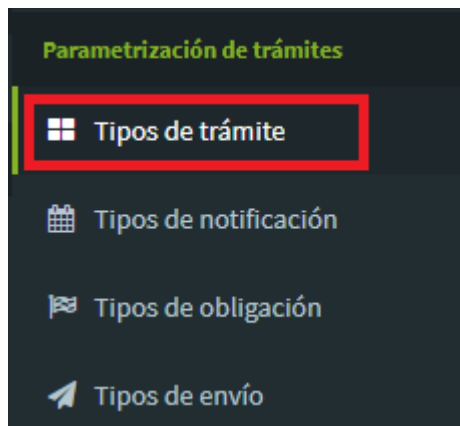 Parametrización de trámites
Tipos de trámite
Tipos de notificación
Tipos de obligación
Tipos de envío